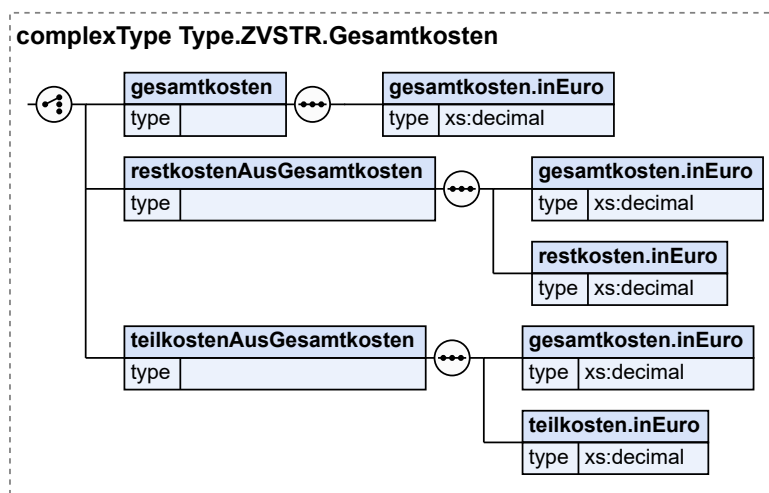 complexType Type.ZVSTR.Gesamtkosten
gesamtkosten
type
gesamtkosten.inEuro
type xs:decimal
restkostenAusGesamtkosten
type
gesamtkosten.inEuro
type xs:decimal
restkosten.inEuro
type xs:decimal
teilkostenAusGesamtkosten
type
gesamtkosten.inEuro
type xs:decimal
teilkosten.inEuro
type xs:decimal